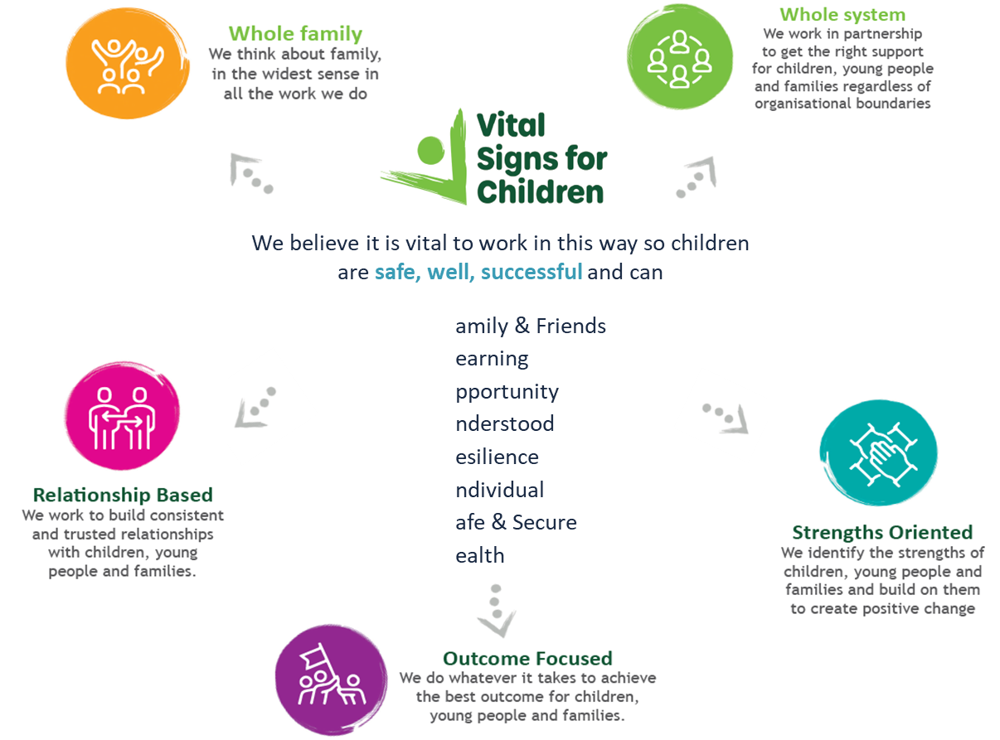 Whole family
We think about family,
in the widest sense in
all the work we do
Whole system
We work in partnership
to get the right support
for children, young people
and families regardless of
organisational boundaries
Vital
Signs for
Children
We believe it is vital to work in this way so children
are safe, well, successful and can
amily & Friends
earning
pportunity
nderstood
esilience
ndividual
afe & Secure
ealth
Relationship Based
We work to build consistent
and trusted relationships
with children, young
people and families.
Strengths Oriented
We identify the strengths of
children, young people and
families and build on them
to create positive change
Outcome Focused
We do whatever it takes to achieve
the best outcome for children,
young people and families.